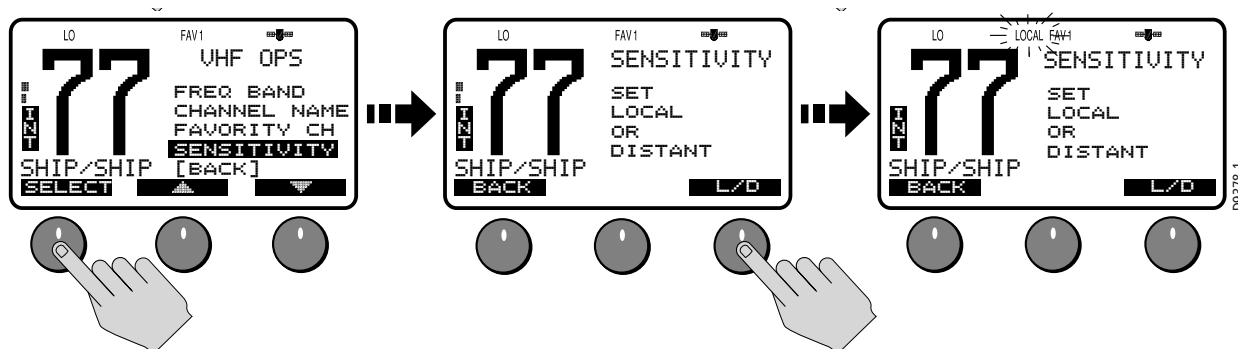 LO FAV1
77
VHF OPS
FREQ BAND
CHANNEL NAME
FAVORITY CH
SENSITIVITY
[BACK]
INT
SHIP/SHIP
SELECT
LO FAV1
77
SENSITIVITY
SET
LOCAL
OR
DISTANT
INT
SHIP/SHIP
BACK L/D
LO LOCAL FAV1
77
SENSITIVITY
SET
LOCAL
OR
DISTANT
INT
SHIP/SHIP
BACK L/D
D9378_1